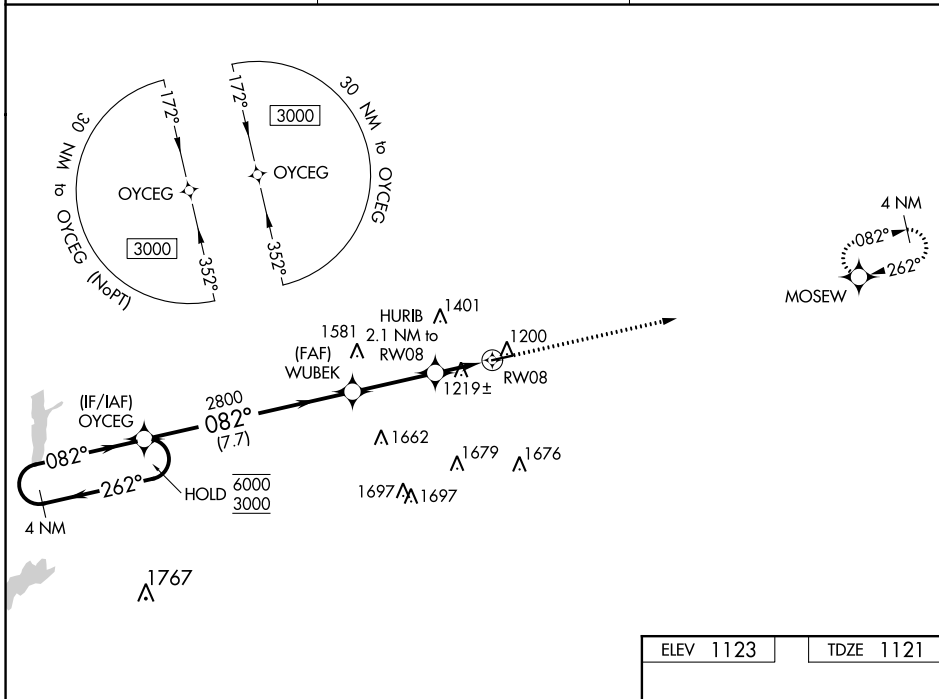 172°
OYCEG
3000
352°
30 NM to OYCEG (NoPT)
172°
3000
OYCEG
352°
30 NM to OYCEG
4 NM
082°
262°
MOSEW
1401
HURIB
2.1 NM to
RW08
1581
1200
(FAF)
WUBEK
RW08
1219±
(IF/IAF)
OYCEG
2800
082°
(7.7)
082°
262°
4 NM
HOLD
6000
3000
1662
1679
1676
1697
1697
1767
ELEV 1123
TDZE 1121